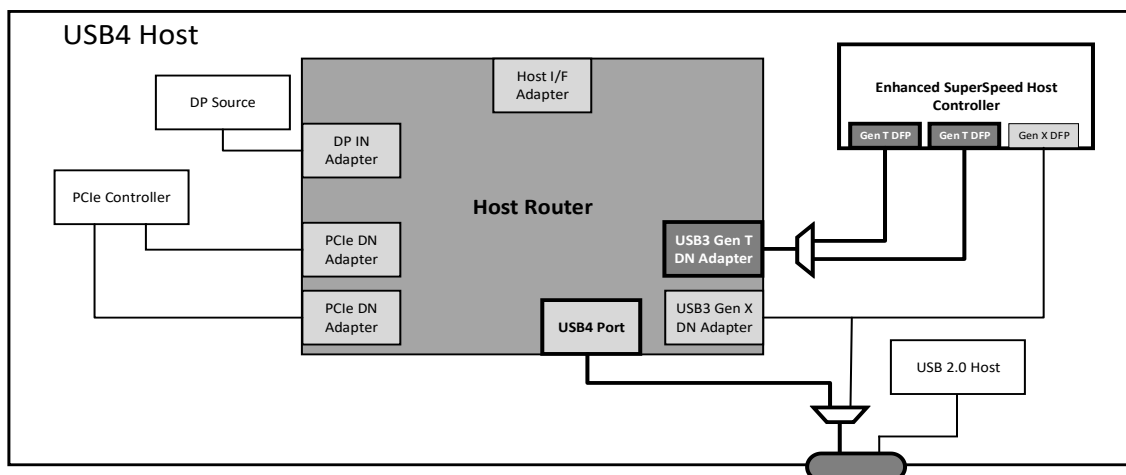 USB4 Host
Host I/F
Adapter
DP Source
Enhanced SuperSpeed Host
Controller
Gen T DFP
Gen T DFP
Gen X DFP
DP IN
Adapter
PCIe Controller
Host Router
PCIe DN
Adapter
USB3 Gen T
DN Adapter
PCIe DN
Adapter
USB4 Port
USB3 Gen X
DN Adapter
USB 2.0 Host